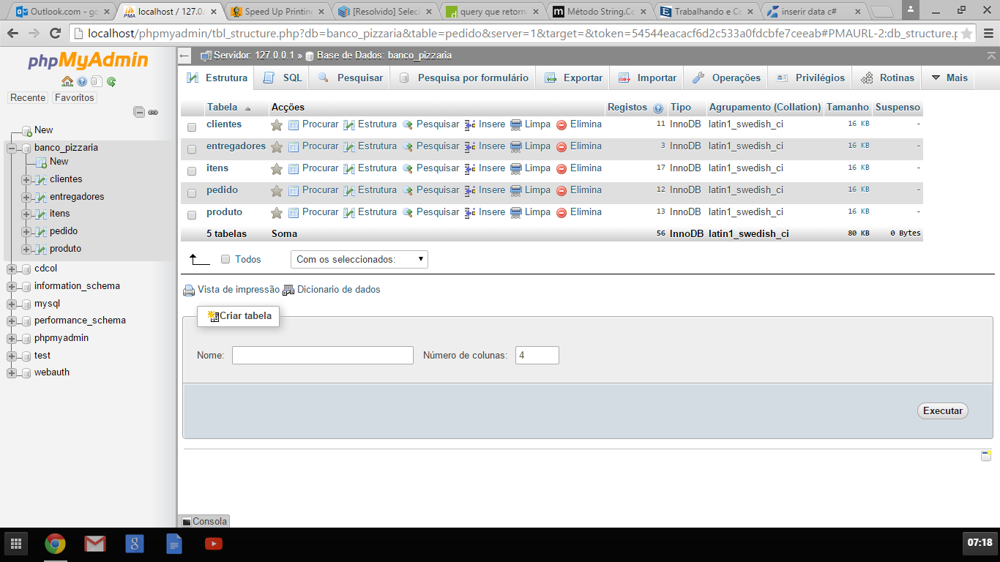 Outlook.com - gc
localhost / 127.0.
Speed Up Printing
[Resolvido] Seleci
query que retorn
Método String.Co
Trabalhando e Co
inserir data c#
localhost/phpmyadmin/tbl_structure.php?db=banco_pizzaria&table=pedido&server=1&target=&token=54544eacacf6d2c533a0fdcbfe7ceeab#PMAURL-2:db_structure.p
phpMyAdmin
Recente Favoritos
New
banco_pizzaria
New
clientes
entregadores
itens
pedido
produto
cdcol
information_schema
mysql
performance_schema
phpmyadmin
test
webauth
Servidor: 127.0.0.1 » Base de Dados: banco_pizzaria
Estrutura SQL Pesquisar Pesquisa por formulário Exportar Importar Operações Privilégios Rotinas Mais
Tabela Acções Registos Tipo Agrupamento (Collation) Tamanho Suspenso
clientes Procurar Estrutura Pesquisar Insere Limpa Elimina 11 InnoDB latin1_swedish_ci 16 KB -
entregadores Procurar Estrutura Pesquisar Insere Limpa Elimina 3 InnoDB latin1_swedish_ci 16 KB -
itens Procurar Estrutura Pesquisar Insere Limpa Elimina 17 InnoDB latin1_swedish_ci 16 KB -
pedido Procurar Estrutura Pesquisar Insere Limpa Elimina 12 InnoDB latin1_swedish_ci 16 KB -
produto Procurar Estrutura Pesquisar Insere Limpa Elimina 13 InnoDB latin1_swedish_ci 16 KB -
5 tabelas Soma 56 InnoDB latin1_swedish_ci 80 KB 0 Bytes
Todos Com os seleccionados:
Vista de impressão Dicionario de dados
Criar tabela
Nome: Número de colunas: 4
Executar
Consola
07:18